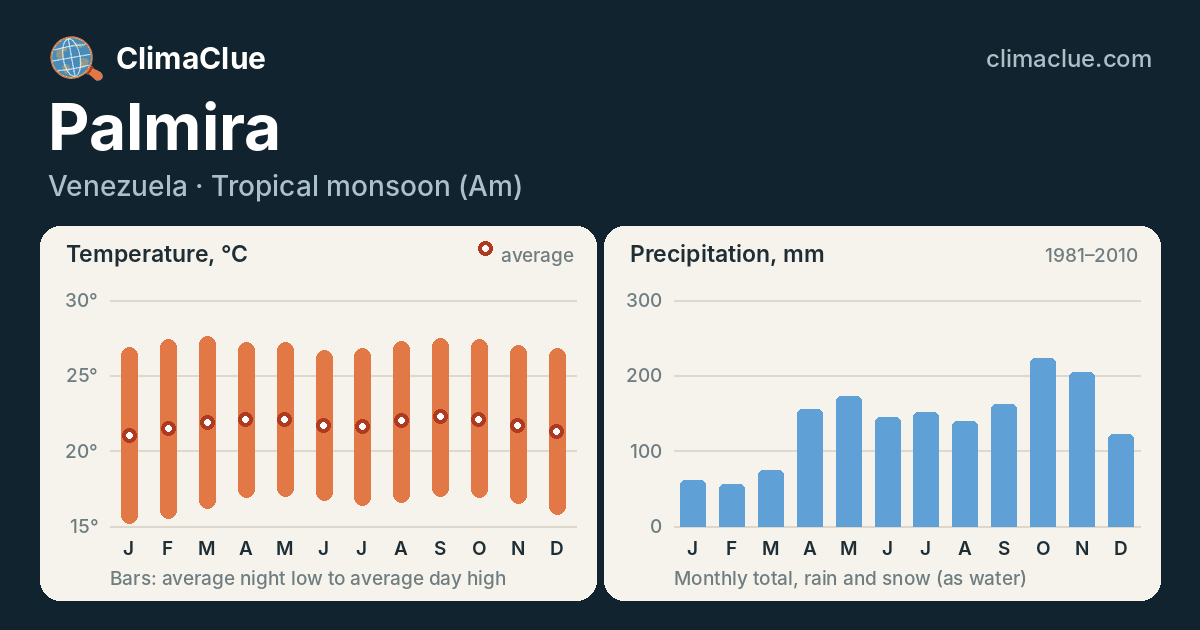 ClimaClue
climaclue.com
Palmira
Venezuela · Tropical monsoon (Am)
Temperature, °C
average
30°
25°
20°
15°
J F M A M J J A S O N D
Bars: average night low to average day high
Precipitation, mm
1981–2010
300
200
100
0
J F M A M J J A S O N D
Monthly total, rain and snow (as water)